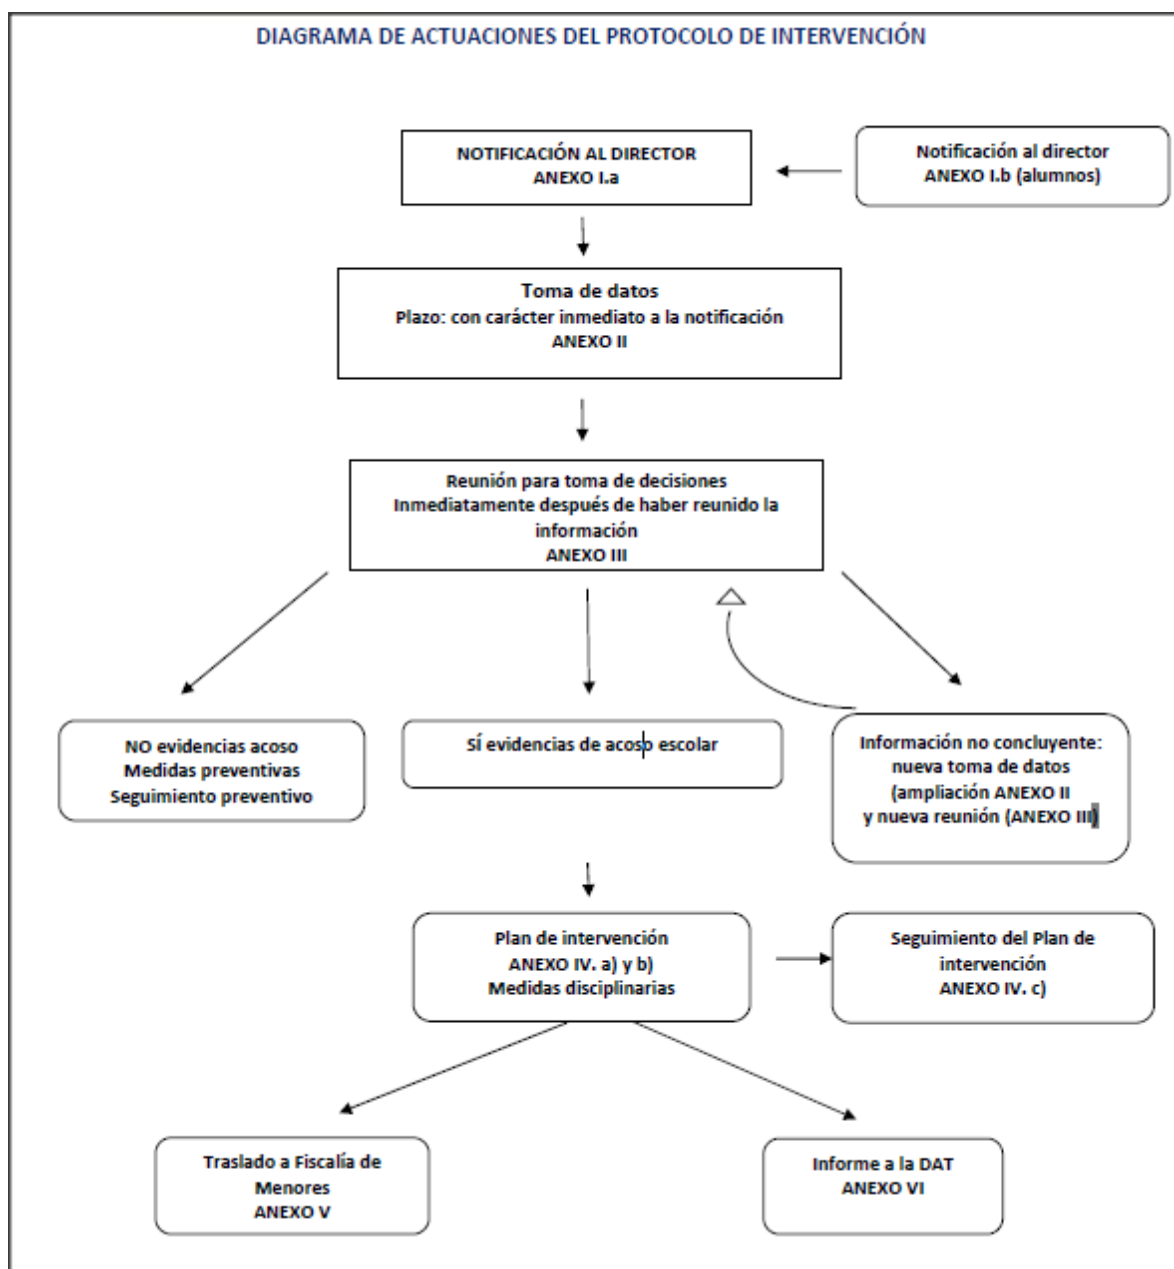 DIAGRAMA DE ACTUACIONES DEL PROTOCOLO DE INTERVENCIÓN
NOTIFICACIÓN AL DIRECTOR
ANEXO I.a
Notificación al director
ANEXO I.b (alumnos)
Toma de datos
Plazo: con carácter inmediato a la notificación
ANEXO II
Reunión para toma de decisiones
Inmediatamente después de haber reunido la
información
ANEXO III
NO evidencias acoso
Medidas preventivas
Seguimiento preventivo
SÍ evidencias de acoso escolar
Información no concluyente:
nueva toma de datos
(ampliación ANEXO II
y nueva reunión (ANEXO III)
Plan de intervención
ANEXO IV. a) y b)
Medidas disciplinarias
Seguimiento del Plan de
intervención
ANEXO IV. c)
Traslado a Fiscalía de
Menores
ANEXO V
Informe a la DAT
ANEXO VI